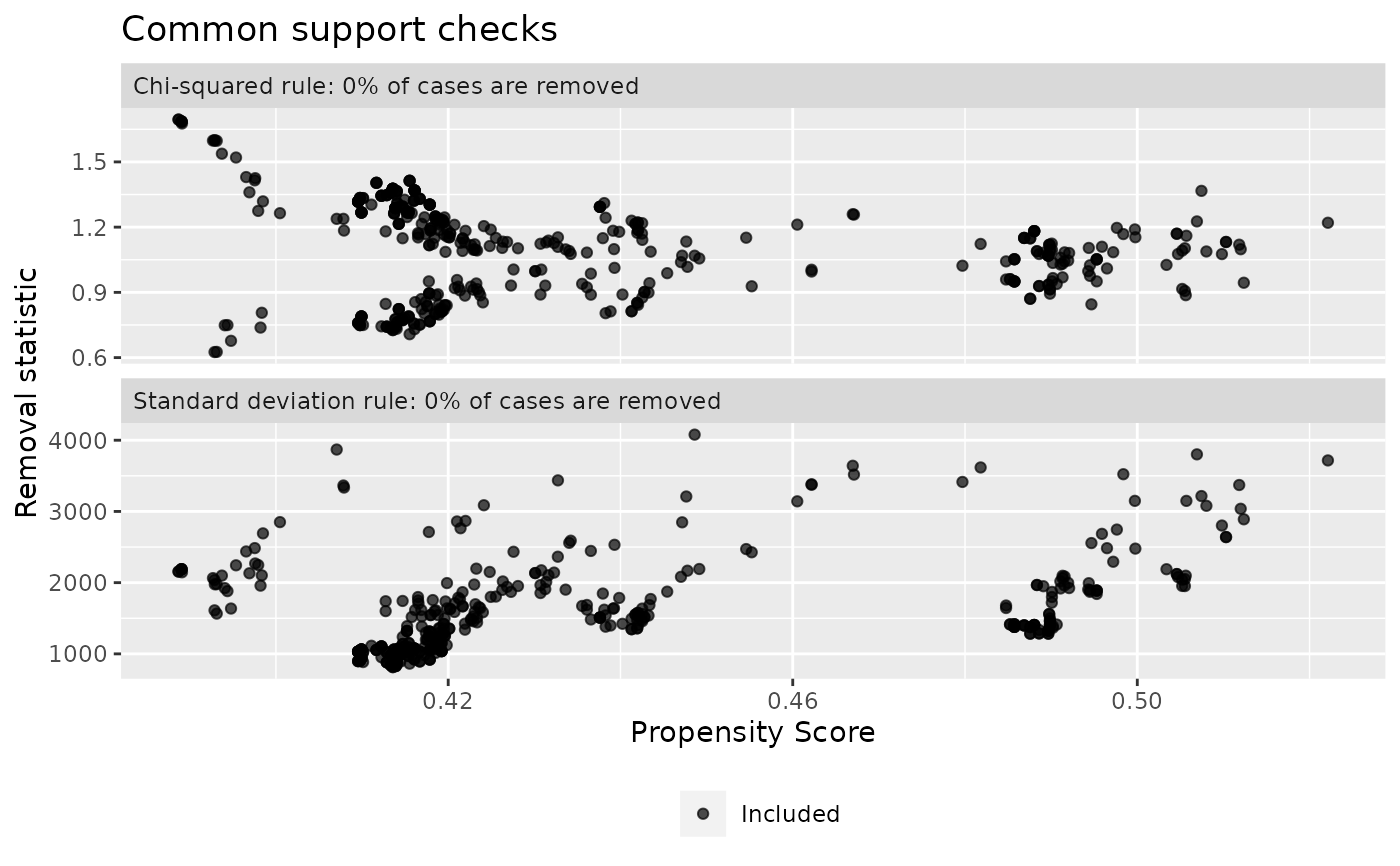 Common support checks
Chi-squared rule: 0% of cases are removed
1.5
1.2
0.9
0.6
Removal statistic
Standard deviation rule: 0% of cases are removed
4000
3000
2000
1000
0.42 0.46 0.50
Propensity Score
Included